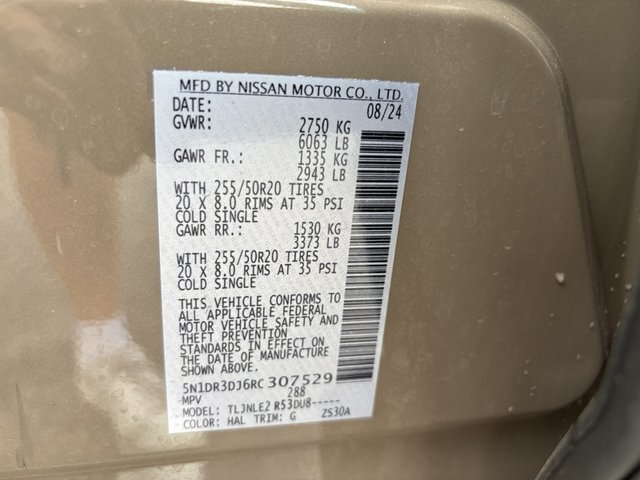 MFD BY NISSAN MOTOR CO., LTD.
DATE: 08/24
GVWR: 2750 KG
6063 LB
GAWR FR.: 1335 KG
2943 LB
WITH 255/50R20 TIRES
20 X 8.0 RIMS AT 35 PSI
COLD SINGLE
GAWR RR.: 1530 KG
3373 LB
WITH 255/50R20 TIRES
20 X 8.0 RIMS AT 35 PSI
COLD SINGLE
THIS VEHICLE CONFORMS TO
ALL APPLICABLE FEDERAL
MOTOR VEHICLE SAFETY AND
THEFT PREVENTION
STANDARDS IN EFFECT ON
THE DATE OF MANUFACTURE
SHOWN ABOVE.
5N1DR3DJ6RC307529
MPV 288
MODEL: TLJNLE2 R53DU8-----
COLOR: HAL TRIM: G 2S30A